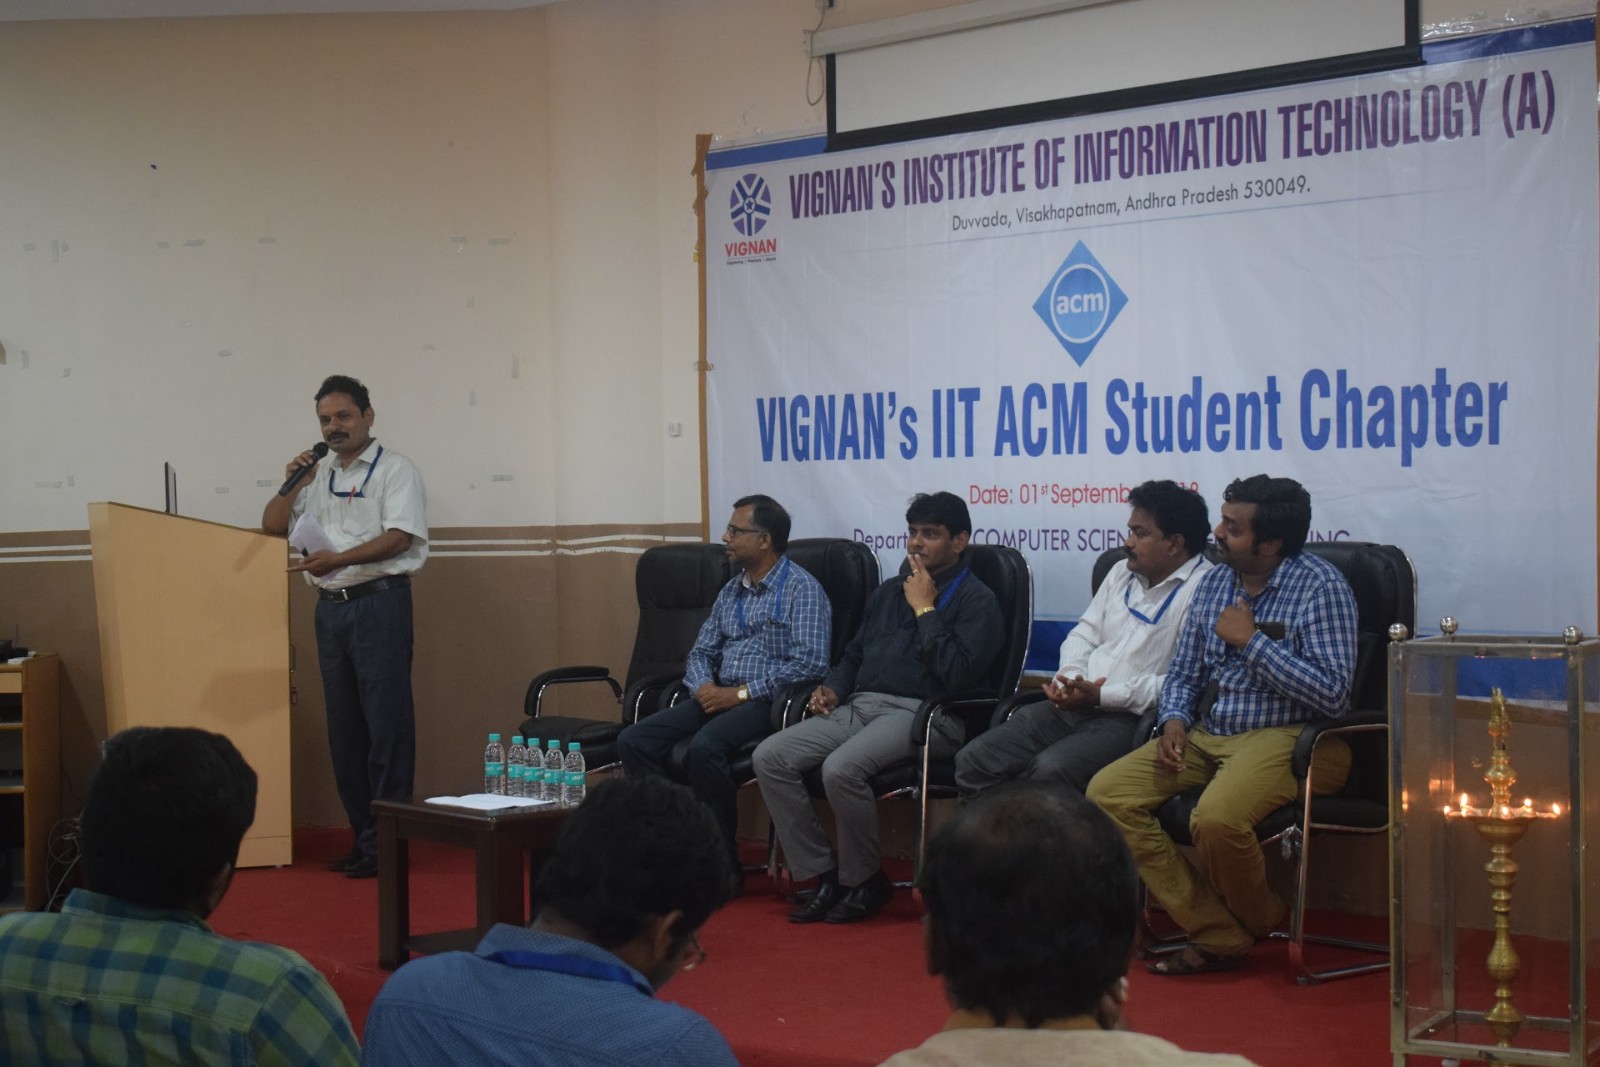 VIGNAN'S INSTITUTE OF INFORMATION TECHNOLOGY (A)
Duvvada, Visakhapatnam, Andhra Pradesh 530049.
VIGNAN
acm
VIGNAN's IIT ACM Student Chapter
Date: 01st
COMPUTER